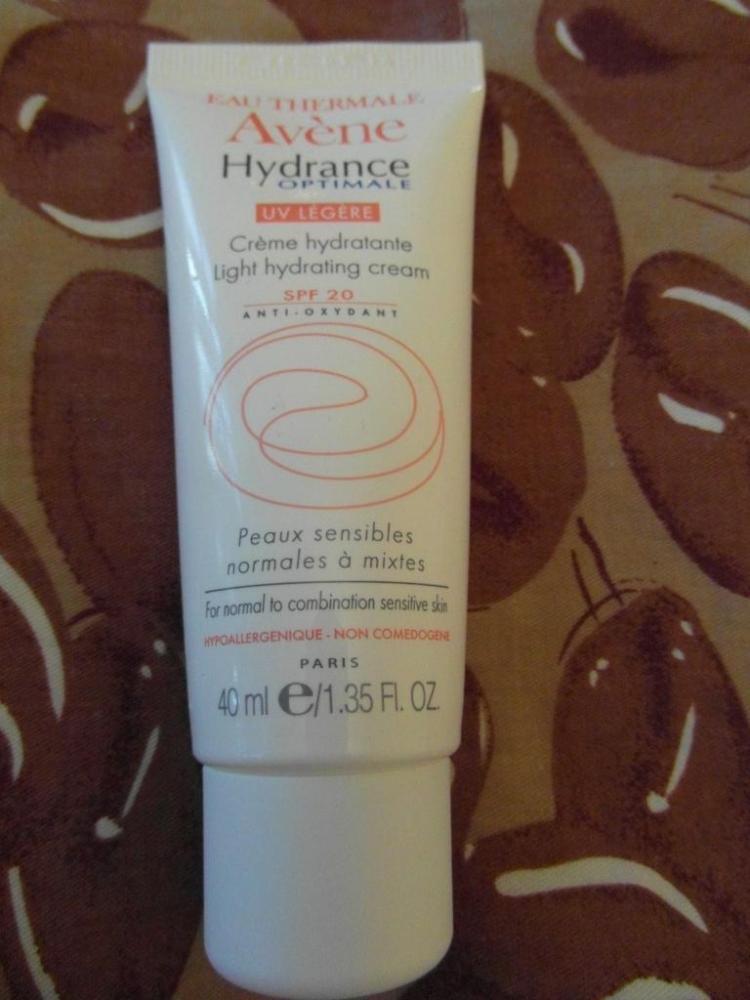 EAU THERMALE
Avène
Hydrance
OPTIMALE
UV LÉGÈRE
Crème hydratante
Light hydrating cream
SPF 20
ANTI-OXYDANT
Peaux sensibles
normales à mixtes
For normal to combination sensitive skin
HYPOALLERGENIQUE - NON COMEDOGENE
PARIS
40 ml e/1.35 Fl. OZ.